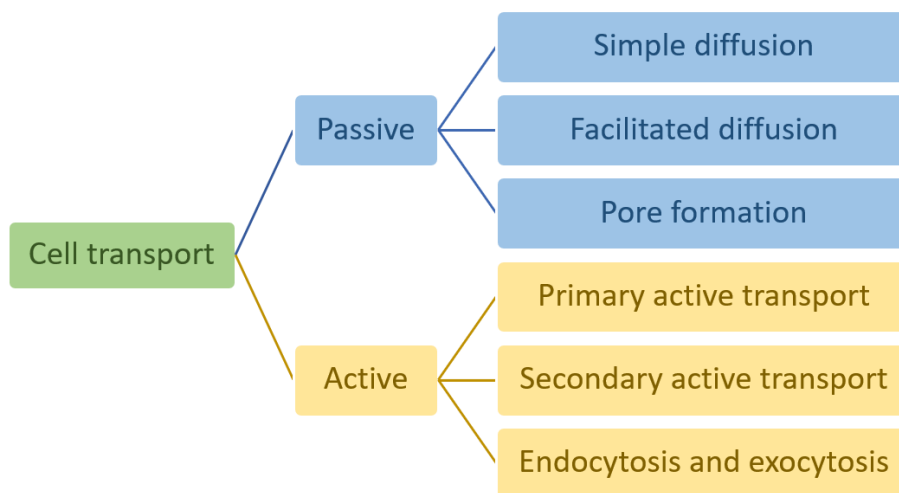 Cell transport
Passive
Simple diffusion
Facilitated diffusion
Pore formation
Active
Primary active transport
Secondary active transport
Endocytosis and exocytosis